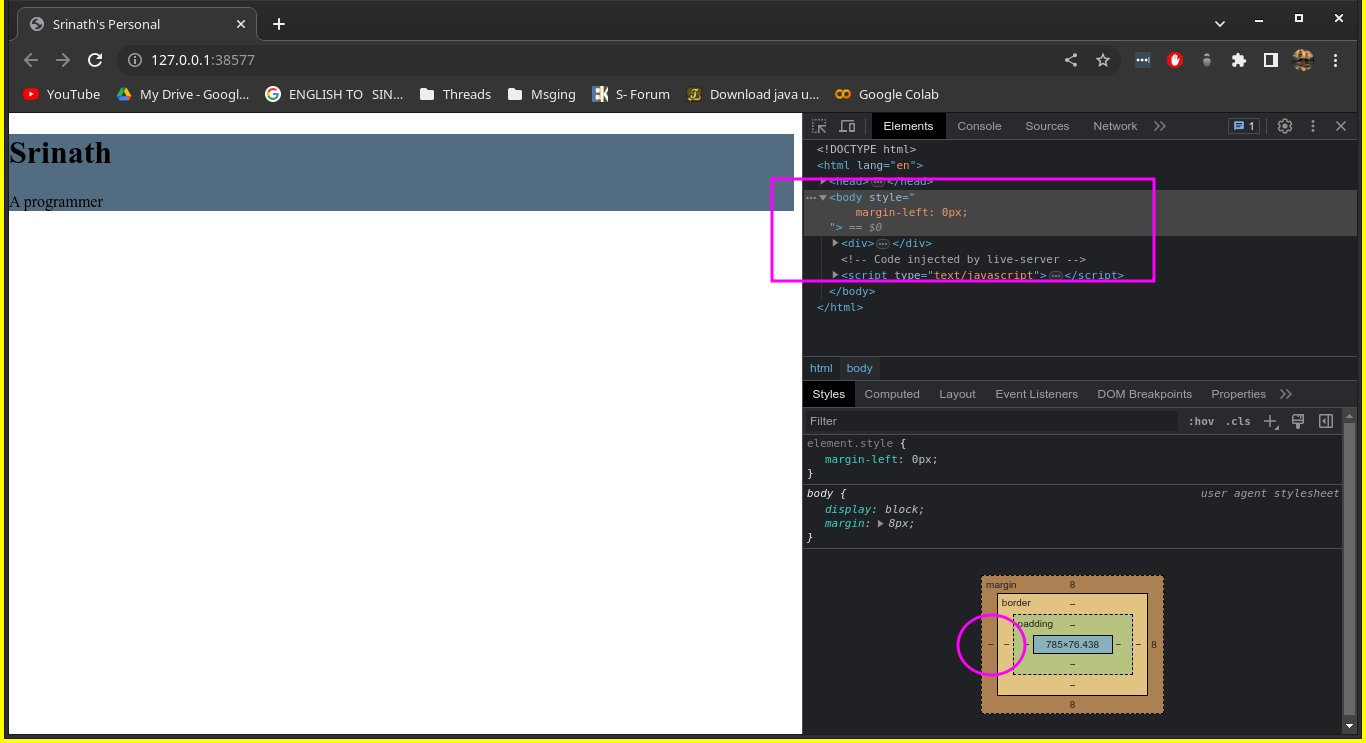 Srinath's Personal
127.0.0.1:38577
YouTube My Drive - Googl... ENGLISH TO SIN... Threads Msging S- Forum Download java u... Google Colab
Srinath
A programmer
Elements Console Sources Network 1
<!DOCTYPE html>
<html lang="en">
<head> ••• </head>
<body style="
margin-left: 0px;
"> == $0
<div> ••• </div>
<!-- Code injected by live-server -->
<script type="text/javascript"> ••• </script>
</body>
</html>
html body
Styles Computed Layout Event Listeners DOM Breakpoints Properties
Filter :hov .cls
element.style {
margin-left: 0px;
}
body { user agent stylesheet
display: block;
margin: 8px;
}
margin 8
border –
padding –
– – – 785×76.438 – – 8
–
–
8